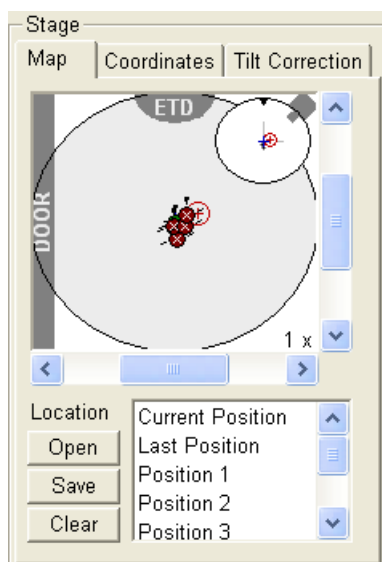 Stage
Map Coordinates Tilt Correction
ETD
DOOR
1 x
Location
Open
Save
Clear
Current Position
Last Position
Position 1
Position 2
Position 3